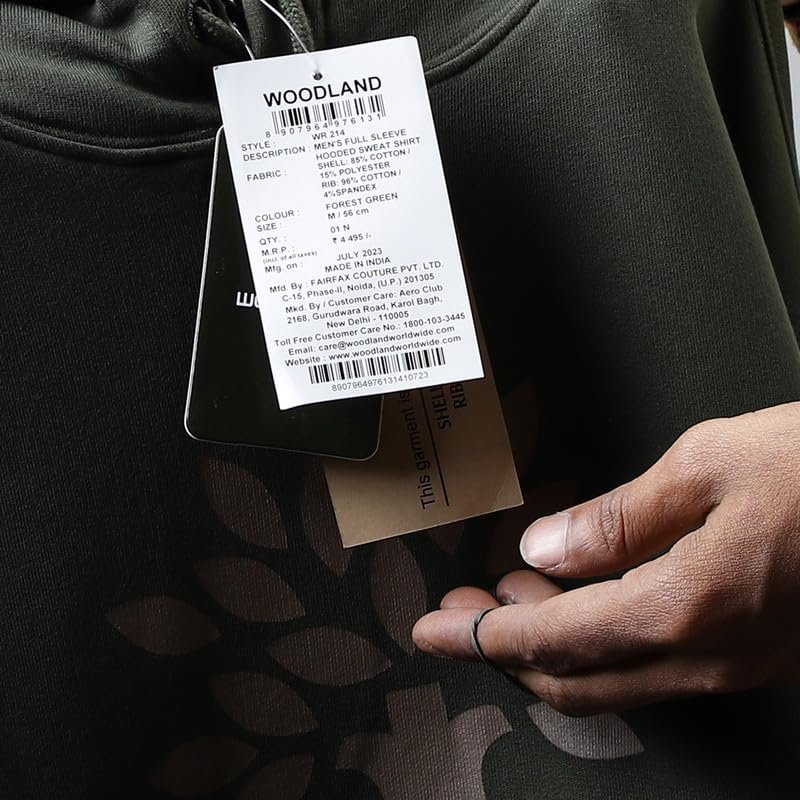 WOODLAND
8 907964 976131
STYLE : WR 214
DESCRIPTION : MEN'S FULL SLEEVE
HOODED SWEAT SHIRT
FABRIC : SHELL: 85% COTTON /
15% POLYESTER
RIB: 96% COTTON /
4%SPANDEX
COLOUR : FOREST GREEN
SIZE : M / 56 cm
QTY. : 01 N
M.R.P. : ₹ 4 495 /-
(incl. of all taxes)
Mfg. on : JULY 2023
MADE IN INDIA
Mfd. By : FAIRFAX COUTURE PVT. LTD.
C-15, Phase-II, Noida, (U.P.) 201305
Mkd. By / Customer Care: Aero Club
2168, Gurudwara Road, Karol Bagh,
New Delhi - 110005
Toll Free Customer Care No.: 1800-103-3445
Email: care@woodlandworldwide.com
Website : www.woodlandworldwide.com
8907964976131410723
This garment is
SHEL
RIB